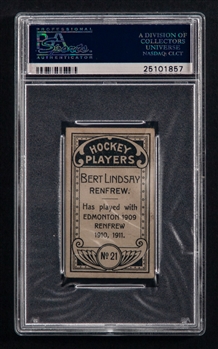 PROFESSIONAL
PSA
AUTHENTICATOR
A DIVISION OF
COLLECTORS
UNIVERSE
NASDAQ: CLCT
25101857
HOCKEY
PLAYERS
BERT LINDSAY
RENFREW.
Has played with
EDMONTON 1909
RENFREW
1910, 1911.
No 21